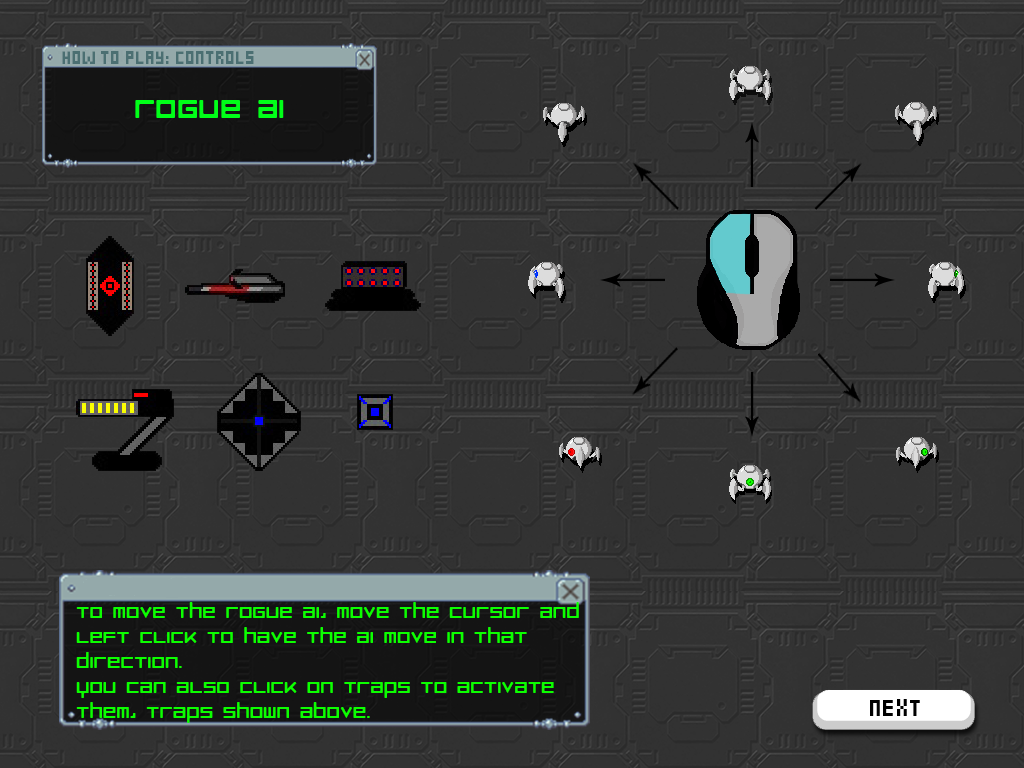 HOW TO PLAY: CONTROLS
ROGUE AI
TO MOVE THE ROGUE AI, MOVE THE CURSOR AND
LEFT CLICK TO HAVE THE AI MOVE IN THAT
DIRECTION.
YOU CAN ALSO CLICK ON TRAPS TO ACTIVATE
THEM, TRAPS SHOWN ABOVE.
NEXT